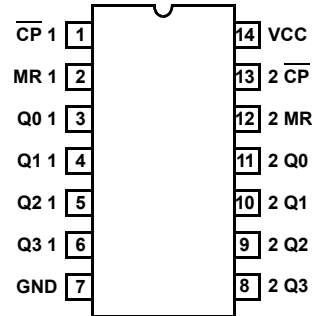 C̅P̅ 1 1 14 VCC
MR 1 2 13 2 C̅P̅
Q0 1 3 12 2 MR
Q1 1 4 11 2 Q0
Q2 1 5 10 2 Q1
Q3 1 6 9 2 Q2
GND 7 8 2 Q3